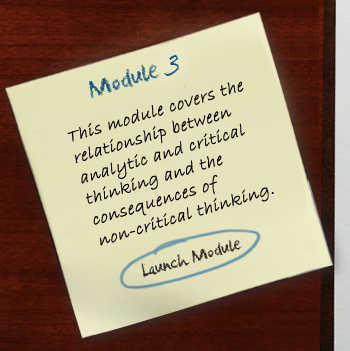 Module 3
This module covers the
relationship between
analytic and critical
thinking and the
consequences of
non-critical thinking.
Launch Module